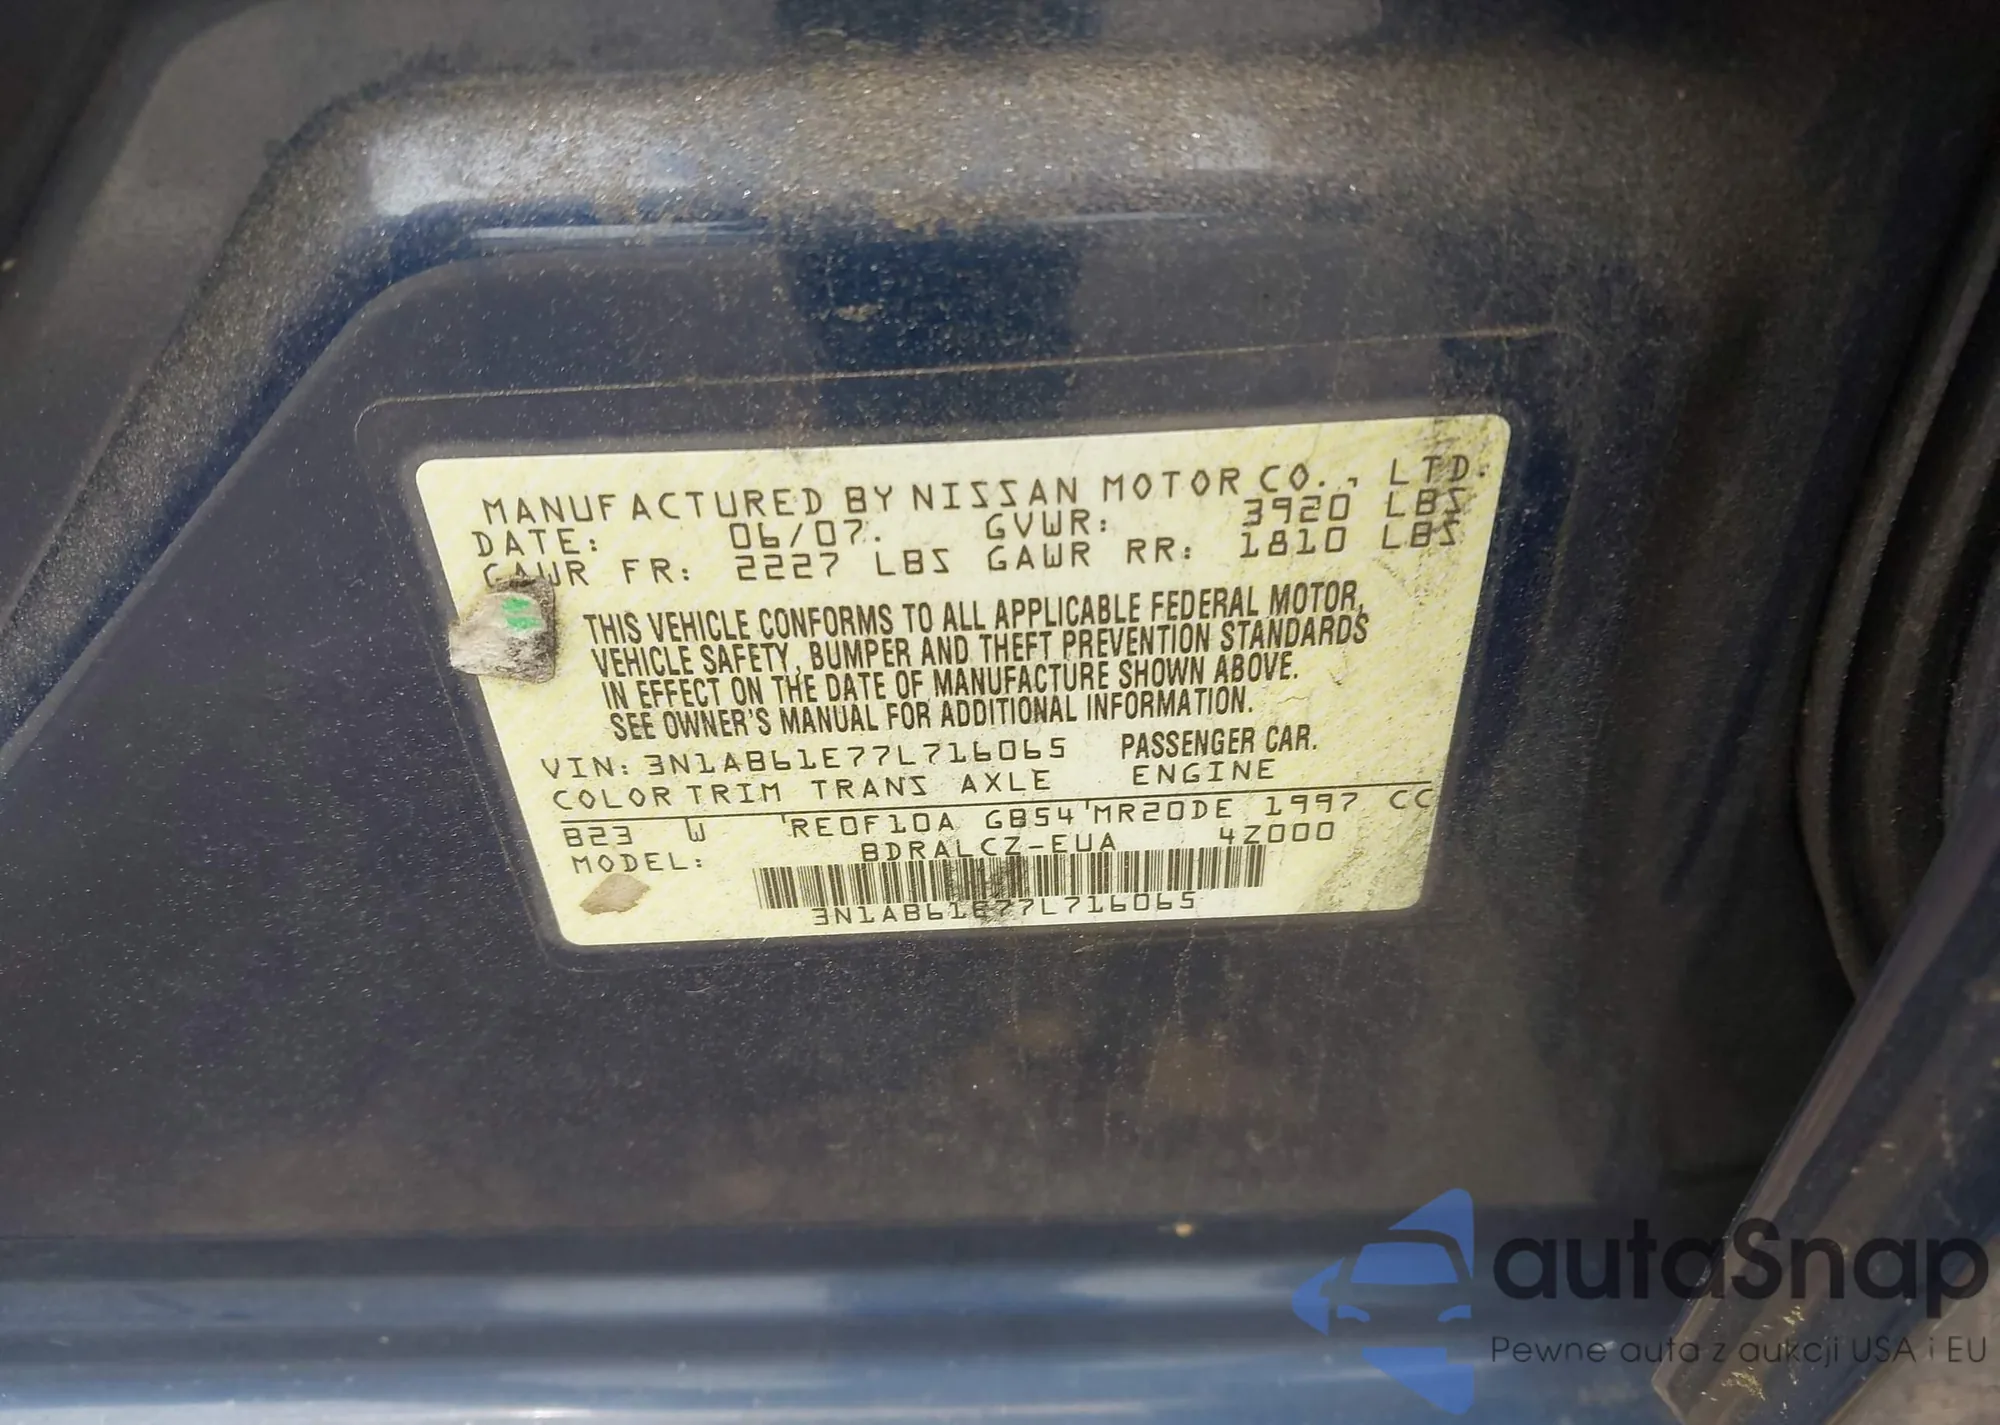 MANUFACTURED BY NISSAN MOTOR CO., LTD.
DATE: 06/07. GVWR: 3920 LBS
GAWR FR: 2227 LBS GAWR RR: 1810 LBS
THIS VEHICLE CONFORMS TO ALL APPLICABLE FEDERAL MOTOR,
VEHICLE SAFETY, BUMPER AND THEFT PREVENTION STANDARDS
IN EFFECT ON THE DATE OF MANUFACTURE SHOWN ABOVE.
SEE OWNER'S MANUAL FOR ADDITIONAL INFORMATION.
VIN: 3N1AB61E77L716065 PASSENGER CAR.
COLOR TRIM TRANS AXLE ENGINE
B23 W RE0F10A GB54 MR20DE 1997 CC
MODEL: BDRALCZ-EUA 4Z000
3N1AB61E77L716065
autaSnap
Pewne auta z aukcji USA i EU